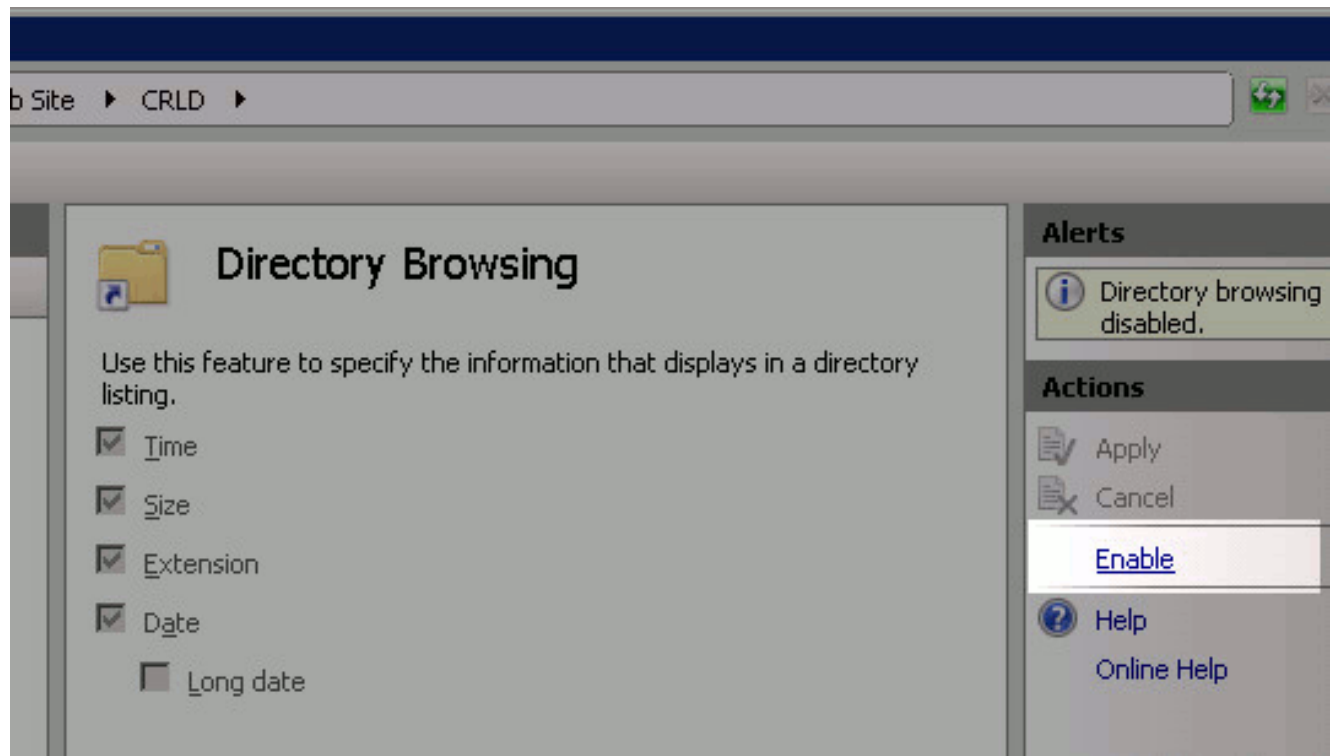 b Site ▸ CRLD ▸
Directory Browsing
Use this feature to specify the information that displays in a directory
listing.
Time
Size
Extension
Date
Long date
Alerts
Directory browsing
disabled.
Actions
Apply
Cancel
Enable
Help
Online Help